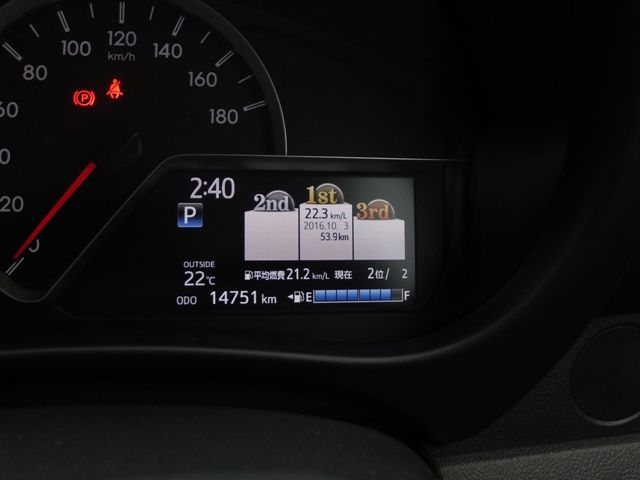 100 120 140
80 km/h 160
60 180
20
0
P
2:40
P
2nd 1st 3rd
22.3 km/L
2016.10. 3
53.9km
OUTSIDE
22℃
平均燃費 21.2 km/L 現在 2位/ 2
ODO 14751 km
E F